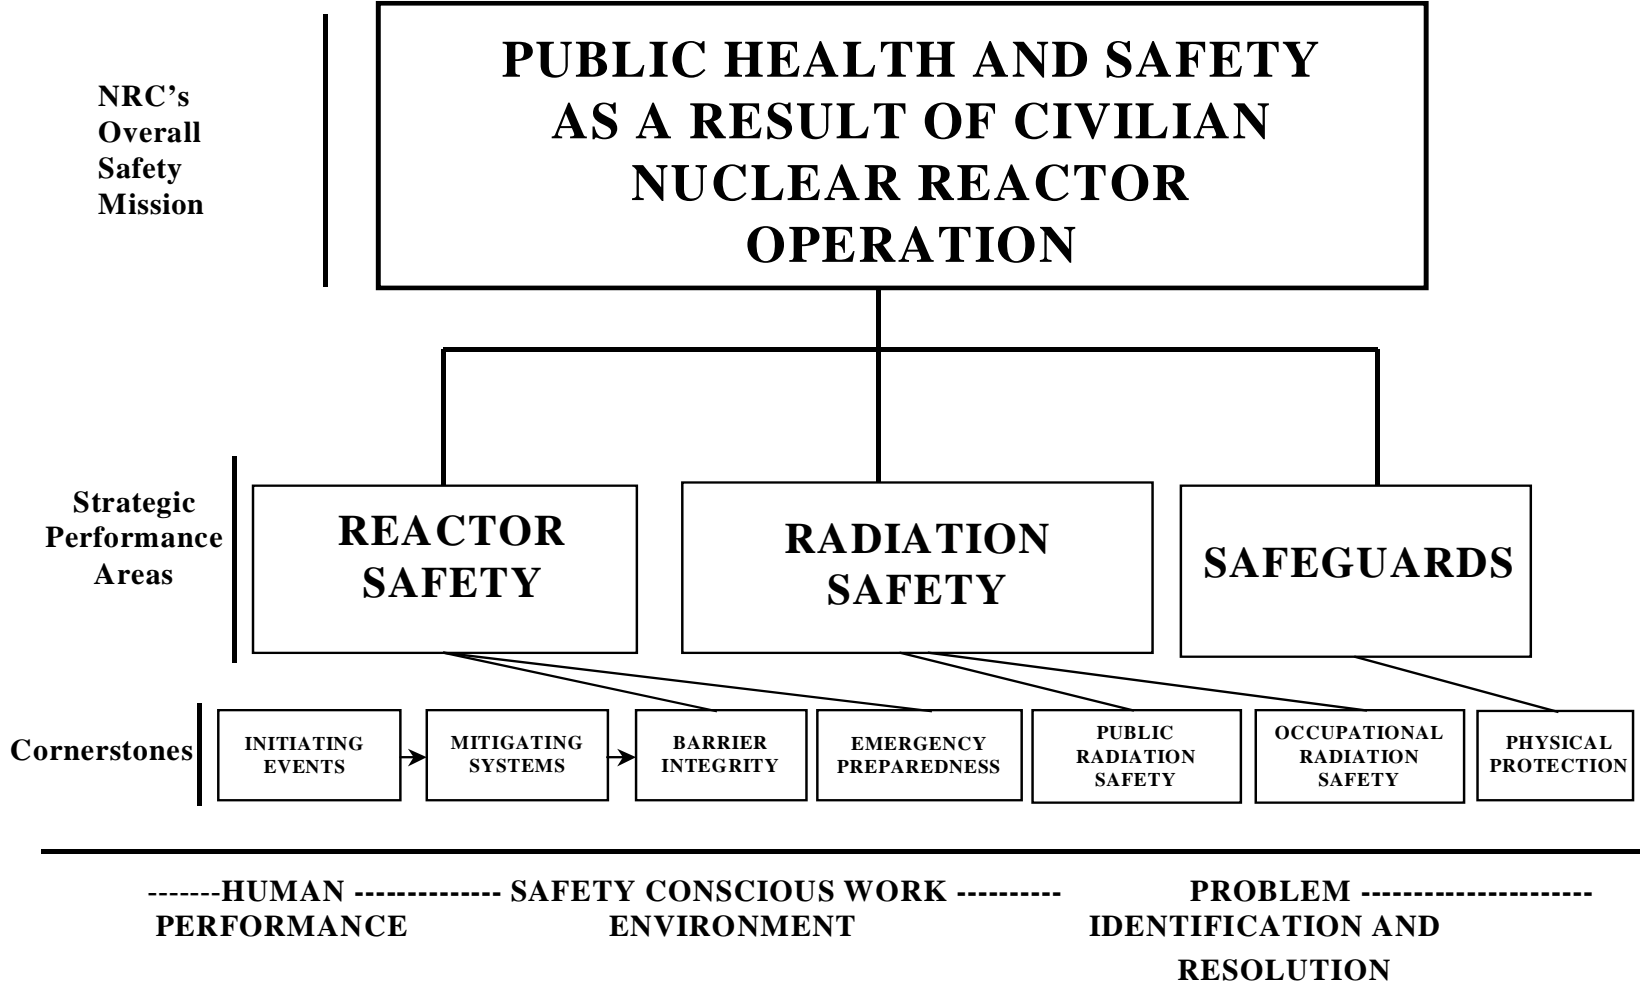 NRC’s
Overall
Safety
Mission
PUBLIC HEALTH AND SAFETY
AS A RESULT OF CIVILIAN
NUCLEAR REACTOR
OPERATION
Strategic
Performance
Areas
REACTOR
SAFETY
RADIATION
SAFETY
SAFEGUARDS
Cornerstones
INITIATING
EVENTS
MITIGATING
SYSTEMS
BARRIER
INTEGRITY
EMERGENCY
PREPAREDNESS
PUBLIC
RADIATION
SAFETY
OCCUPATIONAL
RADIATION
SAFETY
PHYSICAL
PROTECTION
-------HUMAN -------------- SAFETY CONSCIOUS WORK ---------- PROBLEM ----------------------
PERFORMANCE ENVIRONMENT IDENTIFICATION AND
RESOLUTION